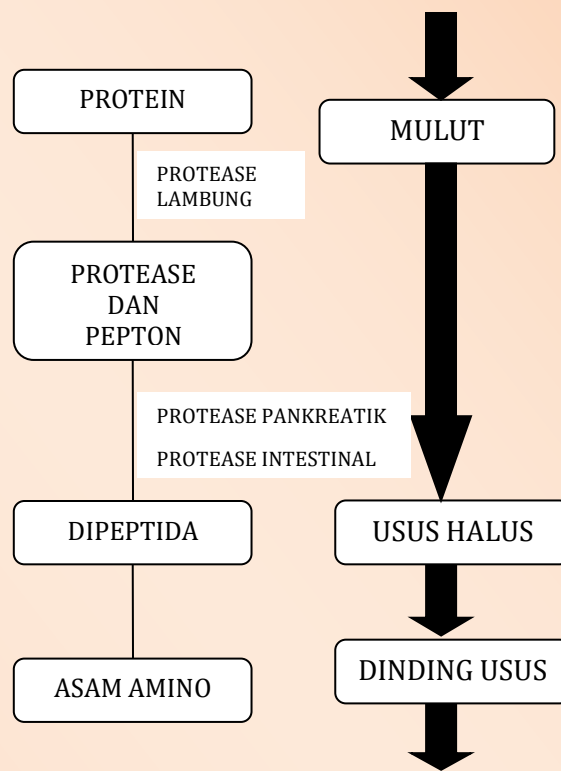 PROTEIN
MULUT
PROTEASE
LAMBUNG
PROTEASE
DAN
PEPTON
PROTEASE PANKREATIK
PROTEASE INTESTINAL
DIPEPTIDA
USUS HALUS
ASAM AMINO
DINDING USUS